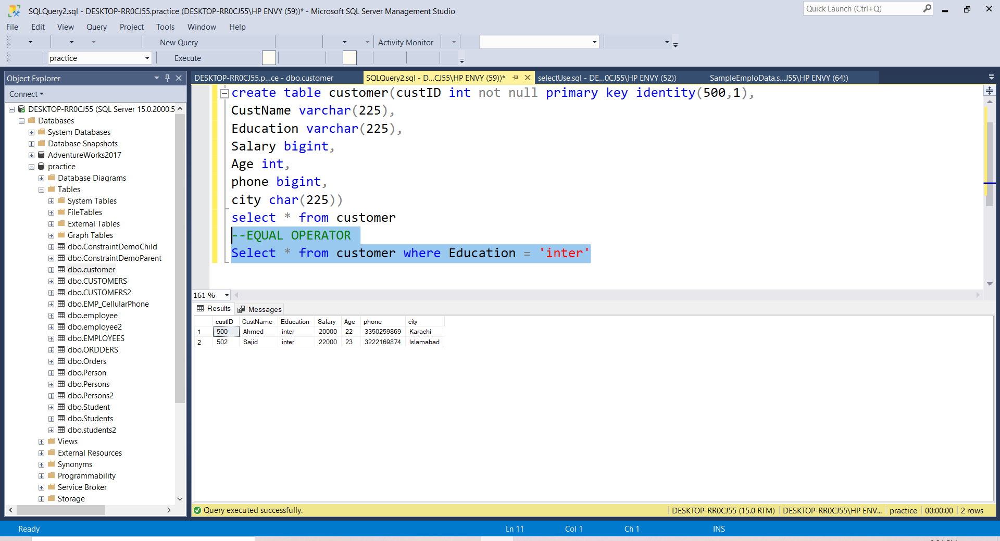 SQLQuery2.sql - DESKTOP-RR0CJ55.practice (DESKTOP-RR0CJ55\HP ENVY (59))* - Microsoft SQL Server Management Studio
Quick Launch (Ctrl+Q)
File Edit View Query Project Tools Window Help
New Query Activity Monitor
practice Execute
Object Explorer
Connect
DESKTOP-RR0CJ55 (SQL Server 15.0.2000.5
Databases
System Databases
Database Snapshots
AdventureWorks2017
practice
Database Diagrams
Tables
System Tables
FileTables
External Tables
Graph Tables
dbo.ConstraintDemoChild
dbo.ConstraintDemoParent
dbo.customer
dbo.CUSTOMERS
dbo.CUSTOMERS2
dbo.EMP_CellularPhone
dbo.employee
dbo.employee2
dbo.EMPLOYEES
dbo.ORDDERS
dbo.Orders
dbo.Person
dbo.Persons
dbo.Persons2
dbo.Student
dbo.Students
dbo.students2
Views
External Resources
Synonyms
Programmability
Service Broker
Storage
DESKTOP-RR0CJ55.p...ce - dbo.customer SQLQuery2.sql - D...CJ55\HP ENVY (59))* selectUse.sql - DE...0CJ55\HP ENVY (52)) SampleEmploData.s...J55\HP ENVY (64))
create table customer(custID int not null primary key identity(500,1),
CustName varchar(225),
Education varchar(225),
Salary bigint,
Age int,
phone bigint,
city char(225))
select * from customer
--EQUAL OPERATOR
Select * from customer where Education = 'inter'
161 %
Results Messages
custID CustName Education Salary Age phone city
1 500 Ahmed inter 20000 22 3350259869 Karachi
2 502 Sajid inter 22000 23 3222169874 Islamabad
Query executed successfully. DESKTOP-RR0CJ55 (15.0 RTM) DESKTOP-RR0CJ55\HP ENV... practice 00:00:00 2 rows
Ready Ln 11 Col 1 Ch 1 INS